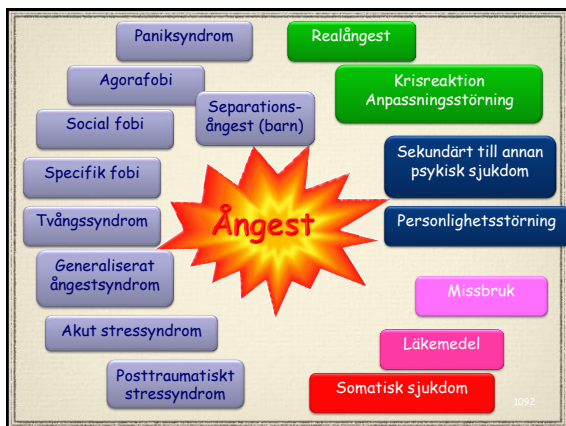 Paniksyndrom
Realångest
Agorafobi
Krisreaktion
Anpassningsstörning
Separations-
ångest (barn)
Social fobi
Sekundärt till annan
psykisk sjukdom
Specifik fobi
Ångest
Tvångssyndrom
Personlighetsstörning
Generaliserat
ångestsyndrom
Missbruk
Akut stressyndrom
Läkemedel
Posttraumatiskt
stressyndrom
Somatisk sjukdom
1092